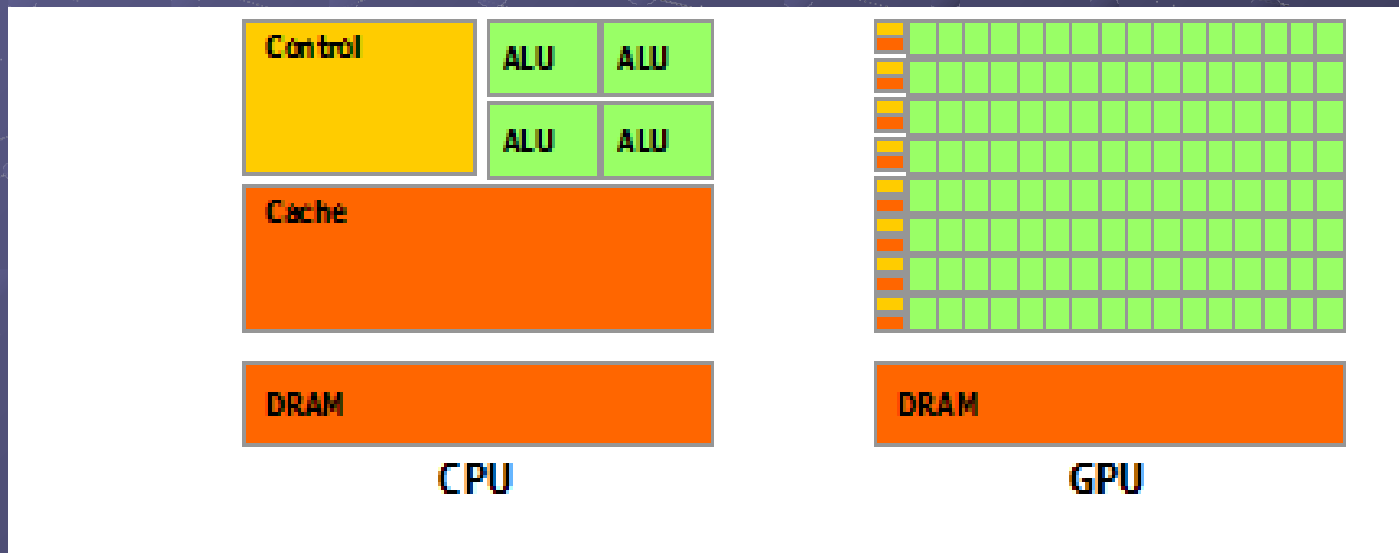 Control
ALU ALU
ALU ALU
Cache
DRAM
CPU
DRAM
GPU